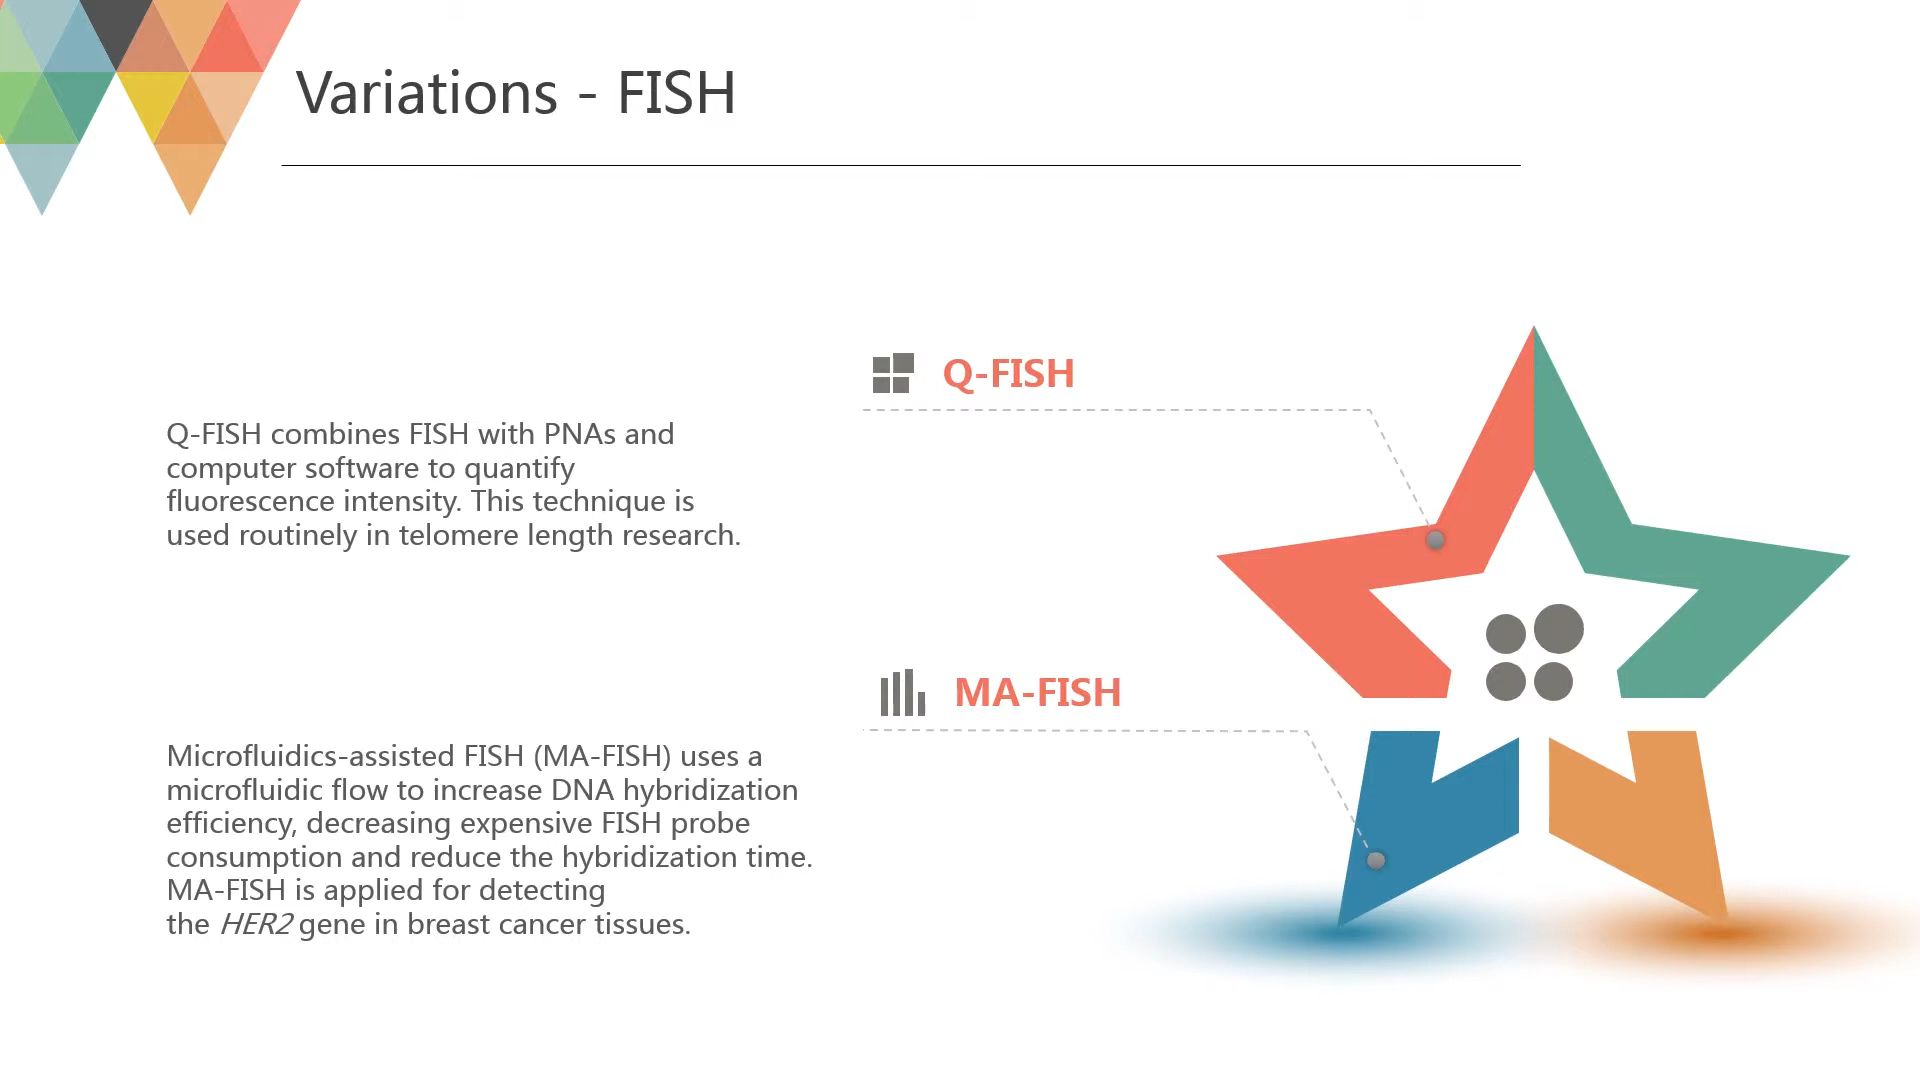 Variations - FISH
Q-FISH
Q-FISH combines FISH with PNAs and
computer software to quantify
fluorescence intensity. This technique is
used routinely in telomere length research.
MA-FISH
Microfluidics-assisted FISH (MA-FISH) uses a
microfluidic flow to increase DNA hybridization
efficiency, decreasing expensive FISH probe
consumption and reduce the hybridization time.
MA-FISH is applied for detecting
the HER2 gene in breast cancer tissues.